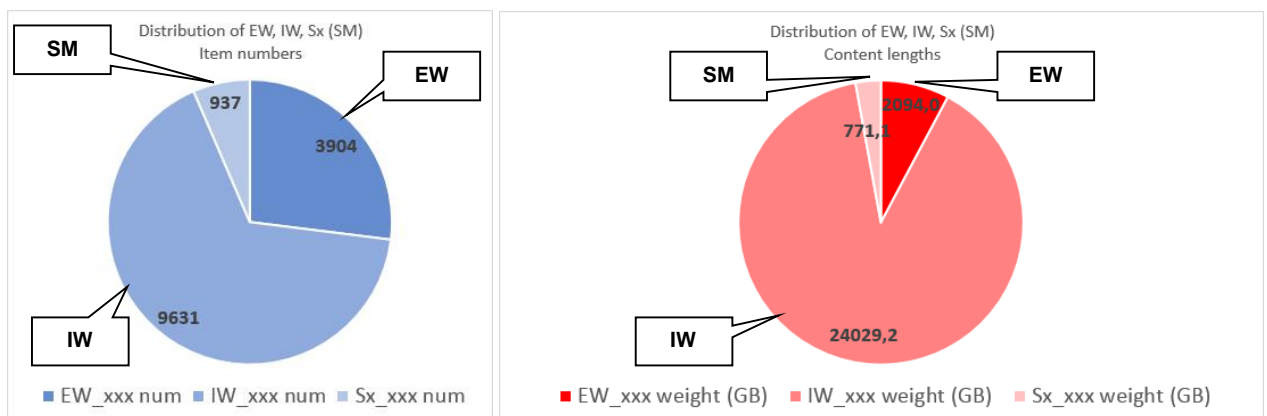 Distribution of EW, IW, Sx (SM)
Item numbers
SM
EW
937
3904
9631
IW
EW_xxx num IW_xxx num Sx_xxx num
Distribution of EW, IW, Sx (SM)
Content lengths
SM
EW
2094,0
771,1
IW
24029,2
EW_xxx weight (GB) IW_xxx weight (GB) Sx_xxx weight (GB)